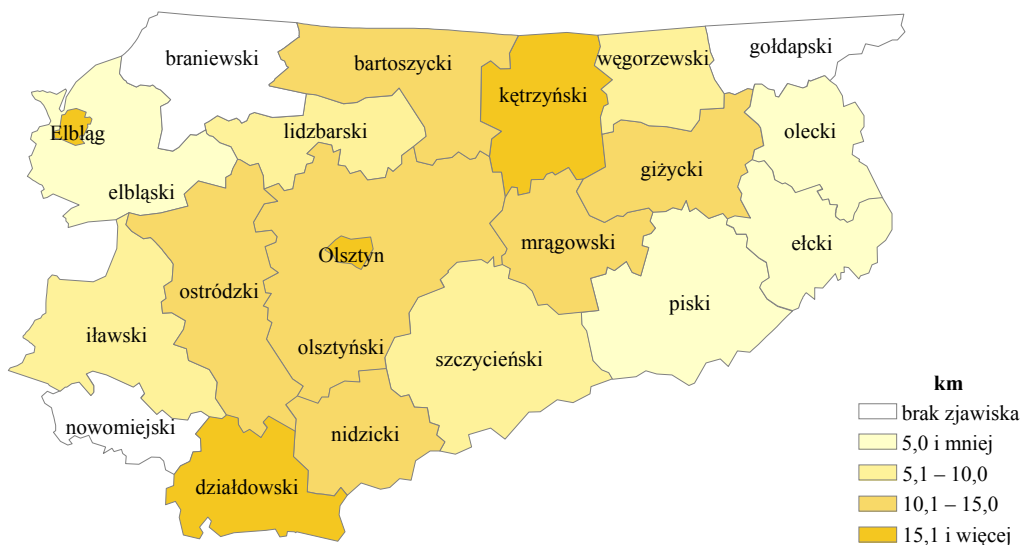 braniewski
bartoszycki
węgorzewski
gołdapski
kętrzyński
Elbląg
lidzbarski
olecki
elbląski
giżycki
Olsztyn
mrągowski
ełcki
ostródzki
piski
iławski
olsztyński
szczycieński
nowomiejski
nidzicki
działdowski
km
brak zjawiska
5,0 i mniej
5,1 – 10,0
10,1 – 15,0
15,1 i więcej